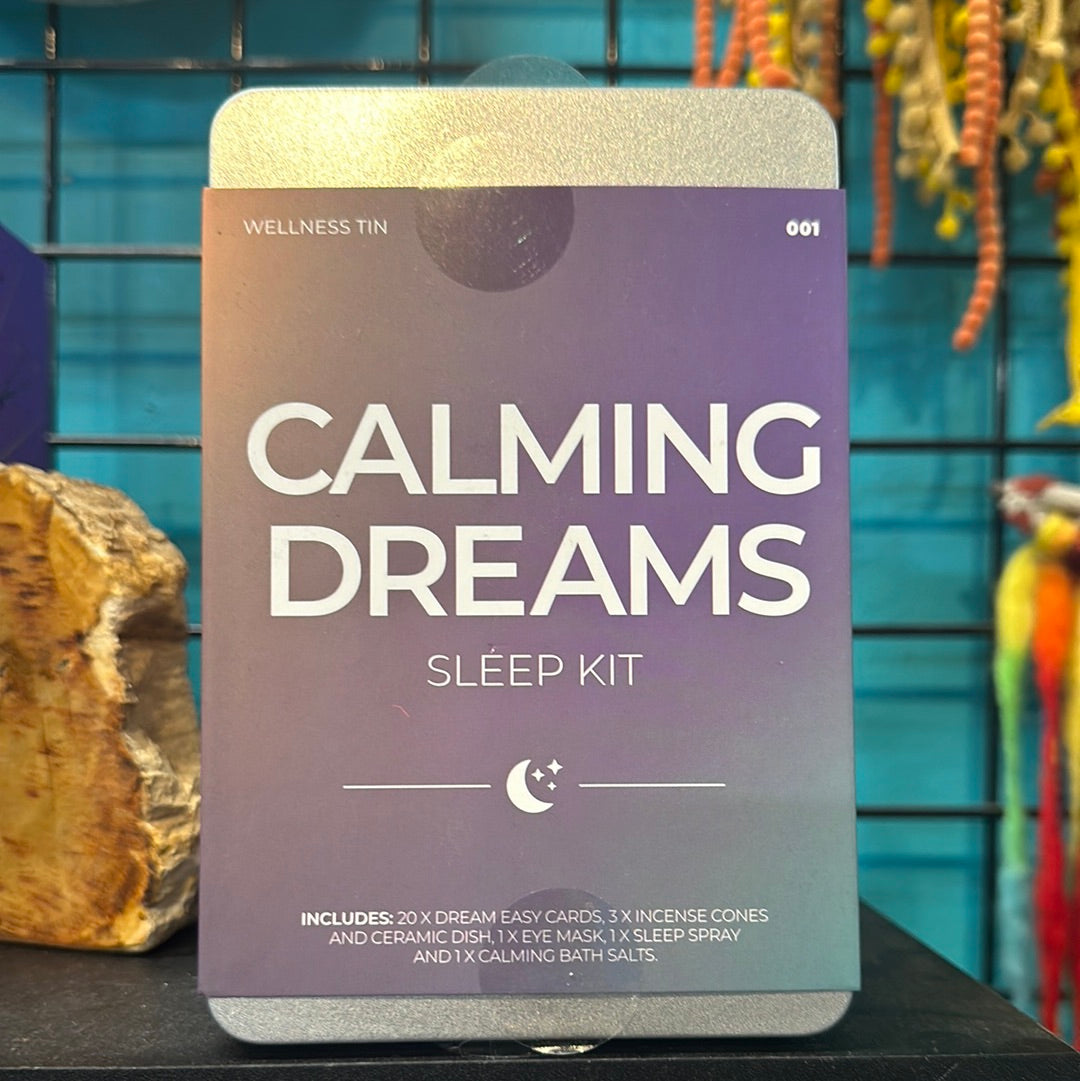 WELLNESS TIN 001
CALMING
DREAMS
SLEEP KIT
INCLUDES: 20 X DREAM EASY CARDS, 3 X INCENSE CONES
AND CERAMIC DISH, 1 X EYE MASK, 1 X SLEEP SPRAY
AND 1 X CALMING BATH SALTS.